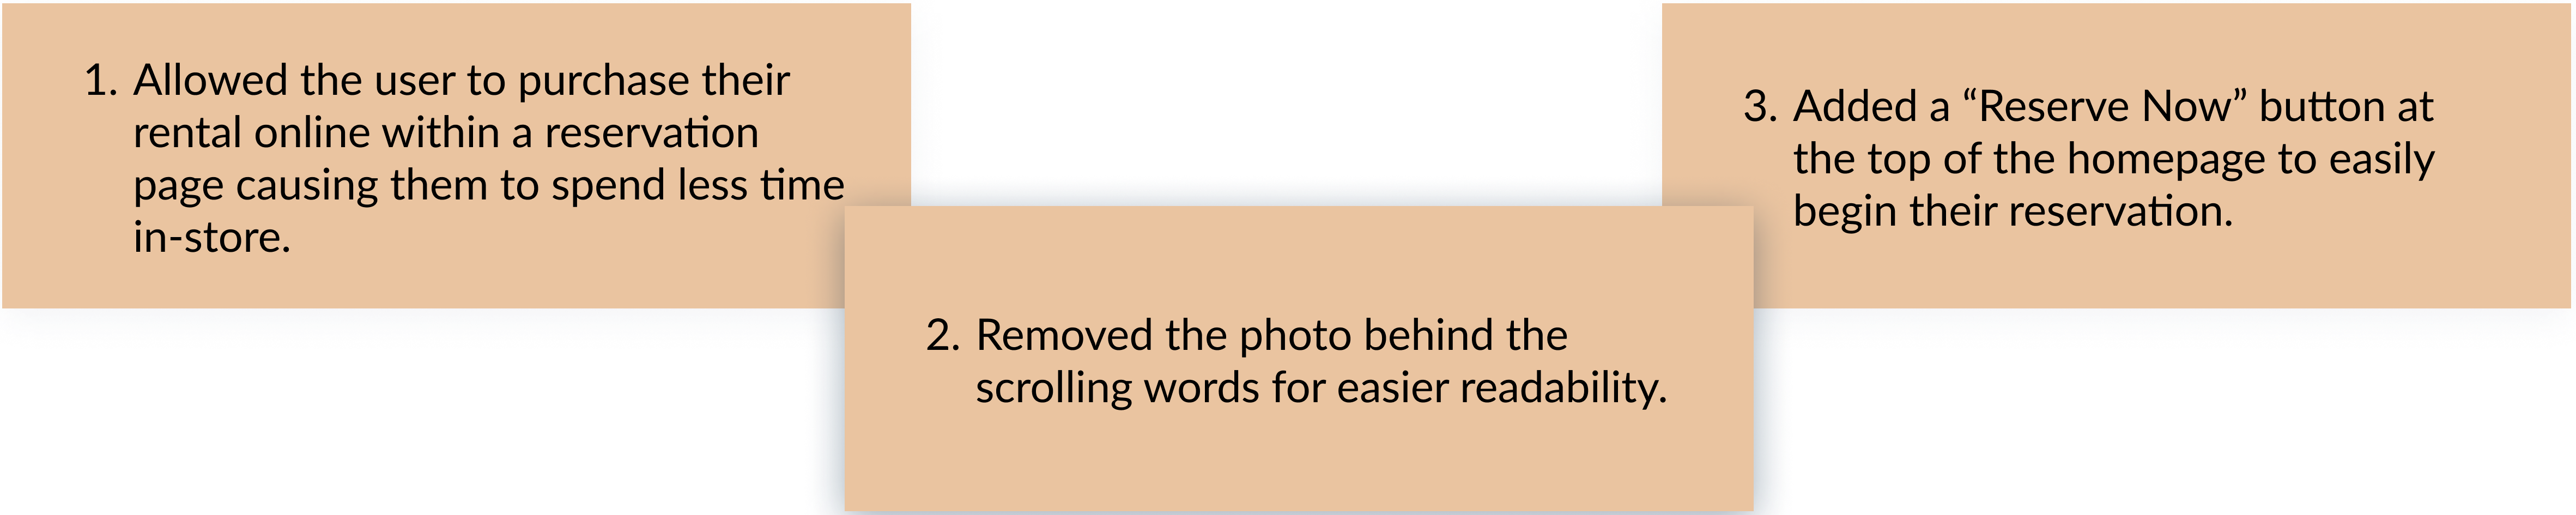 1. Allowed the user to purchase their
rental online within a reservation
page causing them to spend less time
in-store.
2. Removed the photo behind the
scrolling words for easier readability.
3. Added a “Reserve Now” button at
the top of the homepage to easily
begin their reservation.